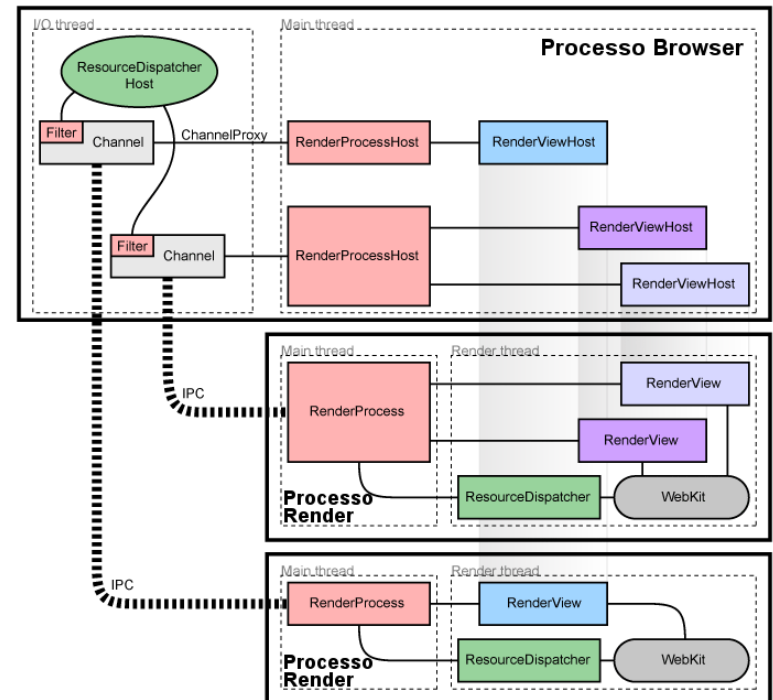 I/O thread
Main thread
Processo Browser
ResourceDispatcher
Host
Filter
Channel
ChannelProxy
RenderProcessHost
RenderViewHost
Filter
Channel
RenderProcessHost
RenderViewHost
RenderViewHost
Main thread
Render thread
IPC
RenderProcess
RenderView
RenderView
Processo
Render
ResourceDispatcher
WebKit
Main thread
Render thread
IPC
RenderProcess
RenderView
Processo
Render
ResourceDispatcher
WebKit